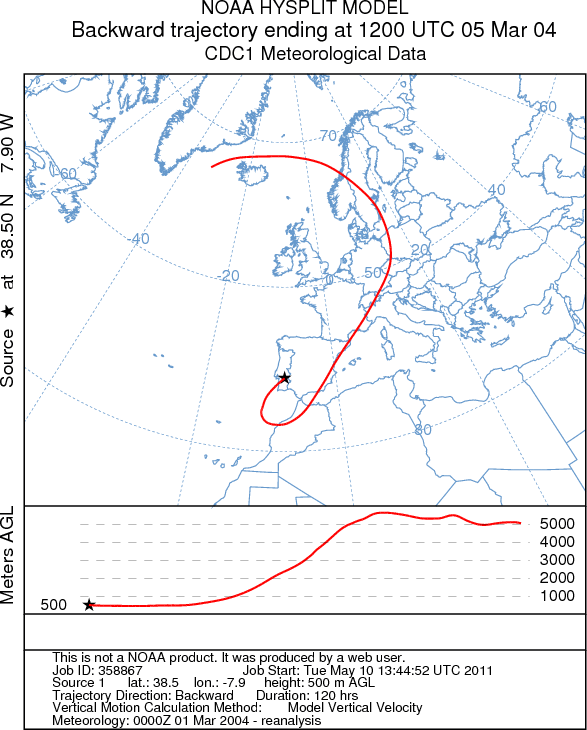 NOAA HYSPLIT MODEL
Backward trajectory ending at 1200 UTC 05 Mar 04
CDC1 Meteorological Data
Source ★ at 38.50 N 7.90 W
60
70
60
40
40
20
20
50
30
Meters AGL
5000
4000
3000
2000
1000
500
This is not a NOAA product. It was produced by a web user.
Job ID: 358867 Job Start: Tue May 10 13:44:52 UTC 2011
Source 1 lat.: 38.5 lon.: -7.9 height: 500 m AGL
Trajectory Direction: Backward Duration: 120 hrs
Vertical Motion Calculation Method: Model Vertical Velocity
Meteorology: 0000Z 01 Mar 2004 - reanalysis